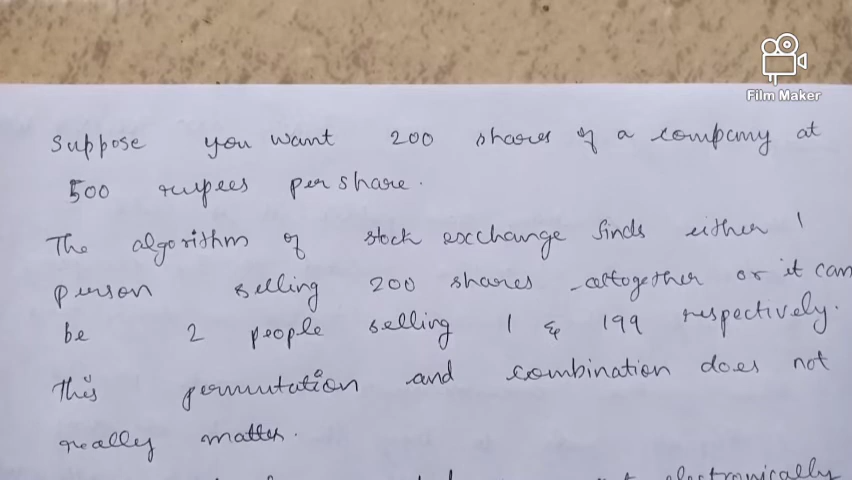 Film Maker
Suppose you want 200 shares of a company at
500 rupees per share.
The algorithm of stock exchange finds either 1
person selling 200 shares altogether or it can
be 2 people selling 1 & 199 respectively.
This permutation and combination does not
really matter.
electronically